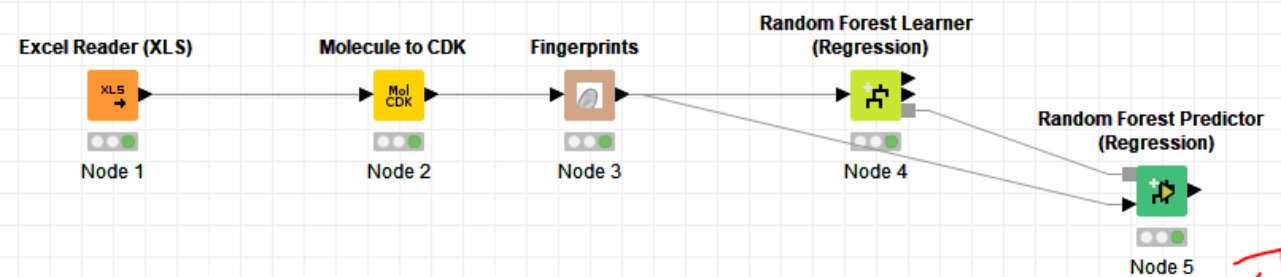 Random Forest Learner
Excel Reader (XLS) Molecule to CDK Fingerprints (Regression)
XLS Mol
CDK
Random Forest Predictor
(Regression)
Node 1 Node 2 Node 3 Node 4
Node 5